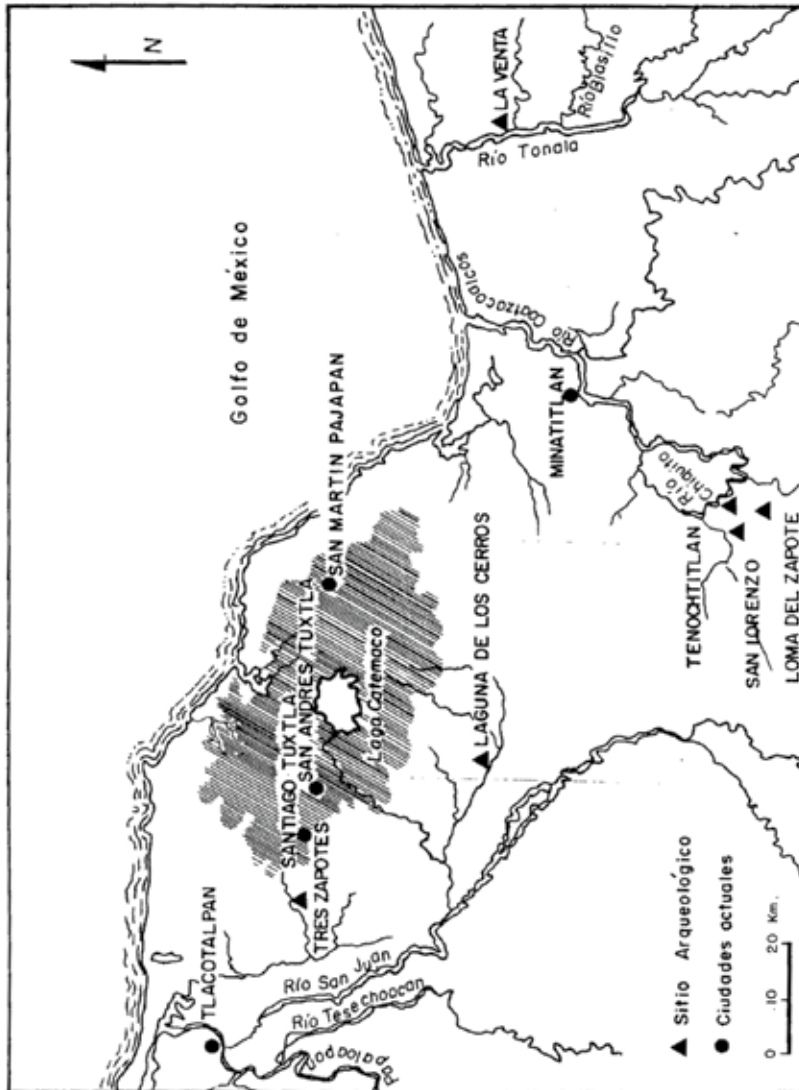 N
Golfo de México
LA VENTA
Río Blasillo
Río Tonala
Río Coatzacoalcos
MINATITLAN
SAN MARTIN PAJAPAN
SANTIAGO TUXTLA
SAN ANDRES TUXTLA
Lago Catemaco
LAGUNA DE LOS CERROS
Río Chiquito
TENOCHTITLAN
SAN LORENZO
LOMA DEL ZAPOTE
TRES ZAPOTES
TLACOTALPAN
Río San Juan
Río Tesechoacan
Papaloapan
Sitio Arqueológico
Ciudades actuales
0 10 20 Km.